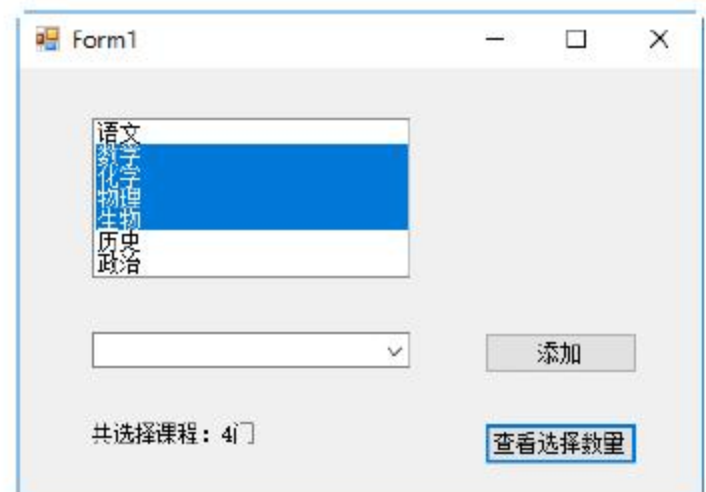 Form1
语文
数学
化学
物理
生物
历史
政治
添加
共选择课程：4门
查看选择数量